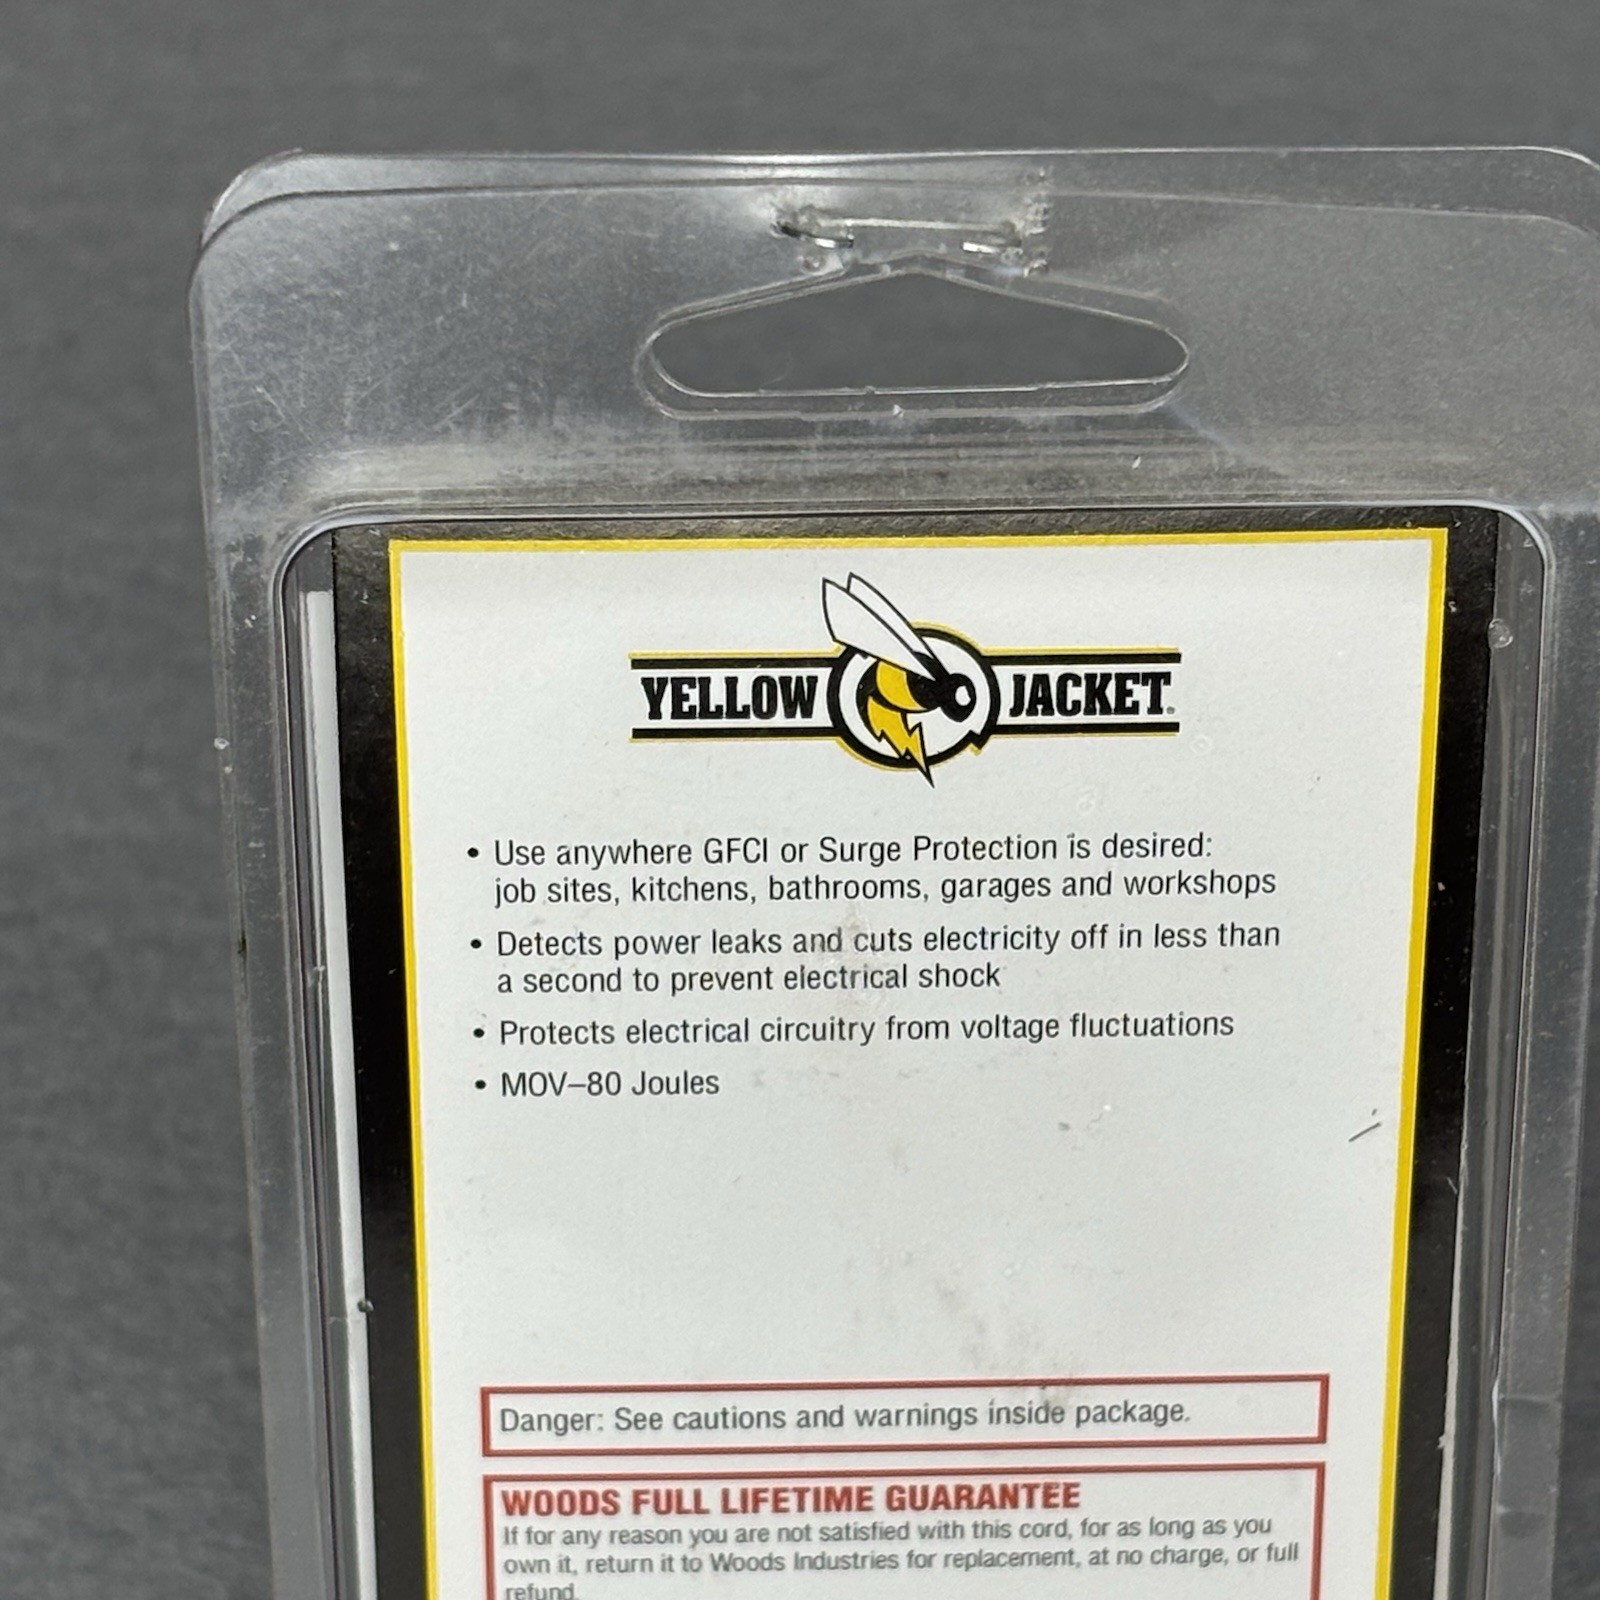 YELLOW JACKET®
• Use anywhere GFCI or Surge Protection is desired:
job sites, kitchens, bathrooms, garages and workshops
• Detects power leaks and cuts electricity off in less than
a second to prevent electrical shock
• Protects electrical circuitry from voltage fluctuations
• MOV–80 Joules
Danger: See cautions and warnings inside package.
WOODS FULL LIFETIME GUARANTEE
If for any reason you are not satisfied with this cord, for as long as you
own it, return it to Woods Industries for replacement, at no charge, or full
refund.